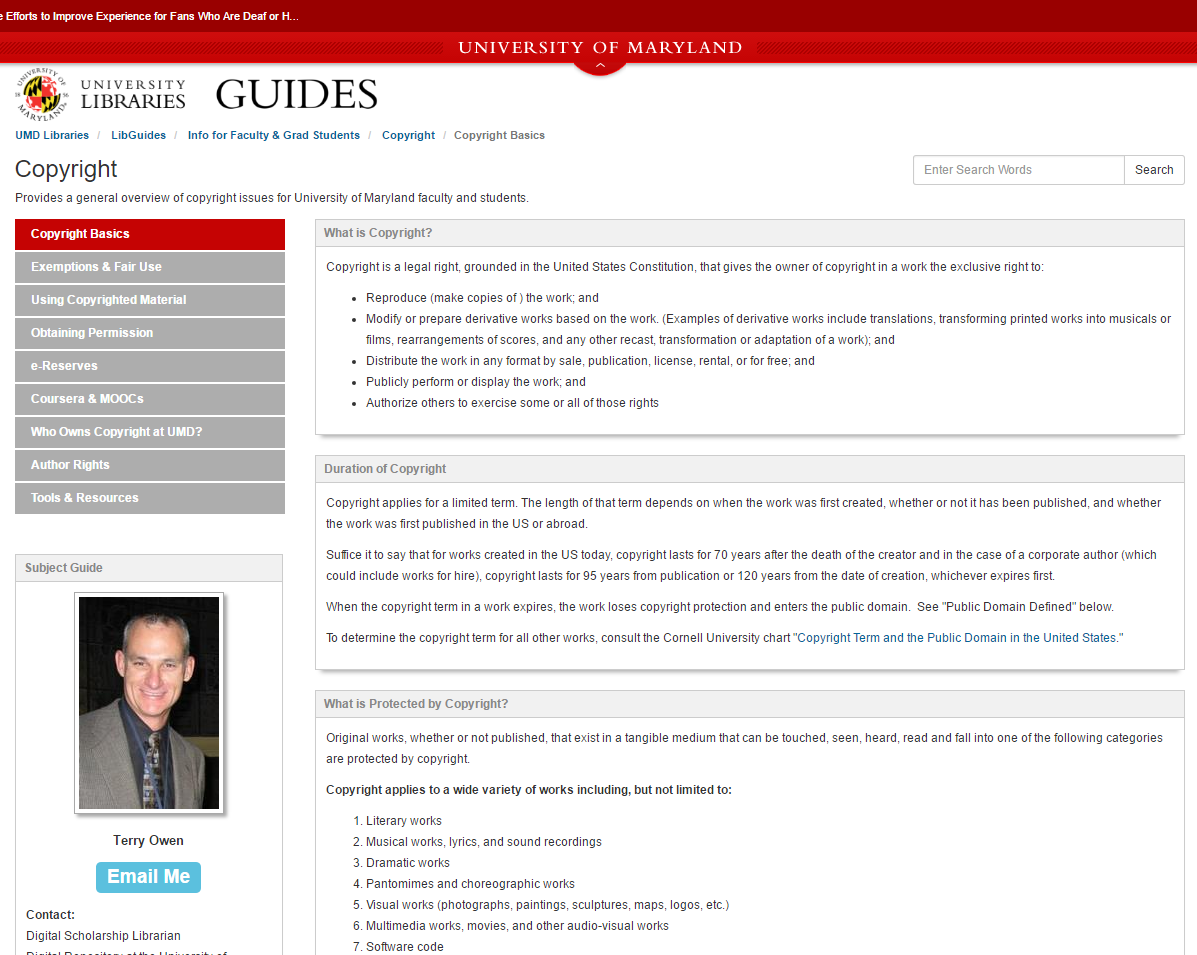 e Efforts to Improve Experience for Fans Who Are Deaf or H...
UNIVERSITY OF MARYLAND
UNIVERSITY OF
MARYLAND
18 56
UNIVERSITY
LIBRARIES
GUIDES
UMD Libraries / LibGuides / Info for Faculty & Grad Students / Copyright / Copyright Basics
Copyright
Enter Search Words
Search
Provides a general overview of copyright issues for University of Maryland faculty and students.
Copyright Basics
Exemptions & Fair Use
Using Copyrighted Material
Obtaining Permission
e-Reserves
Coursera & MOOCs
Who Owns Copyright at UMD?
Author Rights
Tools & Resources
Subject Guide
Terry Owen
Email Me
Contact:
Digital Scholarship Librarian
Digital Repository at the University of
What is Copyright?
Copyright is a legal right, grounded in the United States Constitution, that gives the owner of copyright in a work the exclusive right to:
• Reproduce (make copies of ) the work; and
• Modify or prepare derivative works based on the work. (Examples of derivative works include translations, transforming printed works into musicals or
films, rearrangements of scores, and any other recast, transformation or adaptation of a work); and
• Distribute the work in any format by sale, publication, license, rental, or for free; and
• Publicly perform or display the work; and
• Authorize others to exercise some or all of those rights
Duration of Copyright
Copyright applies for a limited term. The length of that term depends on when the work was first created, whether or not it has been published, and whether
the work was first published in the US or abroad.
Suffice it to say that for works created in the US today, copyright lasts for 70 years after the death of the creator and in the case of a corporate author (which
could include works for hire), copyright lasts for 95 years from publication or 120 years from the date of creation, whichever expires first.
When the copyright term in a work expires, the work loses copyright protection and enters the public domain.  See "Public Domain Defined" below.
To determine the copyright term for all other works, consult the Cornell University chart "Copyright Term and the Public Domain in the United States."
What is Protected by Copyright?
Original works, whether or not published, that exist in a tangible medium that can be touched, seen, heard, read and fall into one of the following categories
are protected by copyright.
Copyright applies to a wide variety of works including, but not limited to:
1. Literary works
2. Musical works, lyrics, and sound recordings
3. Dramatic works
4. Pantomimes and choreographic works
5. Visual works (photographs, paintings, sculptures, maps, logos, etc.)
6. Multimedia works, movies, and other audio-visual works
7. Software code